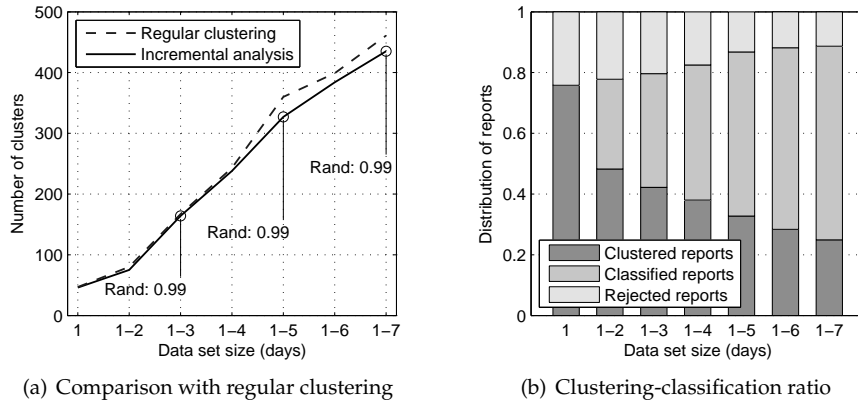 500
400
300
200
100
0
Number of clusters
Regular clustering
Incremental analysis
Rand: 0.99
Rand: 0.99
Rand: 0.99
1 1−2 1−3 1−4 1−5 1−6 1−7
Data set size (days)
(a) Comparison with regular clustering
1
0.8
0.6
0.4
0.2
0
Distribution of reports
Clustered reports
Classified reports
Rejected reports
1 1−2 1−3 1−4 1−5 1−6 1−7
Data set size (days)
(b) Clustering-classification ratio